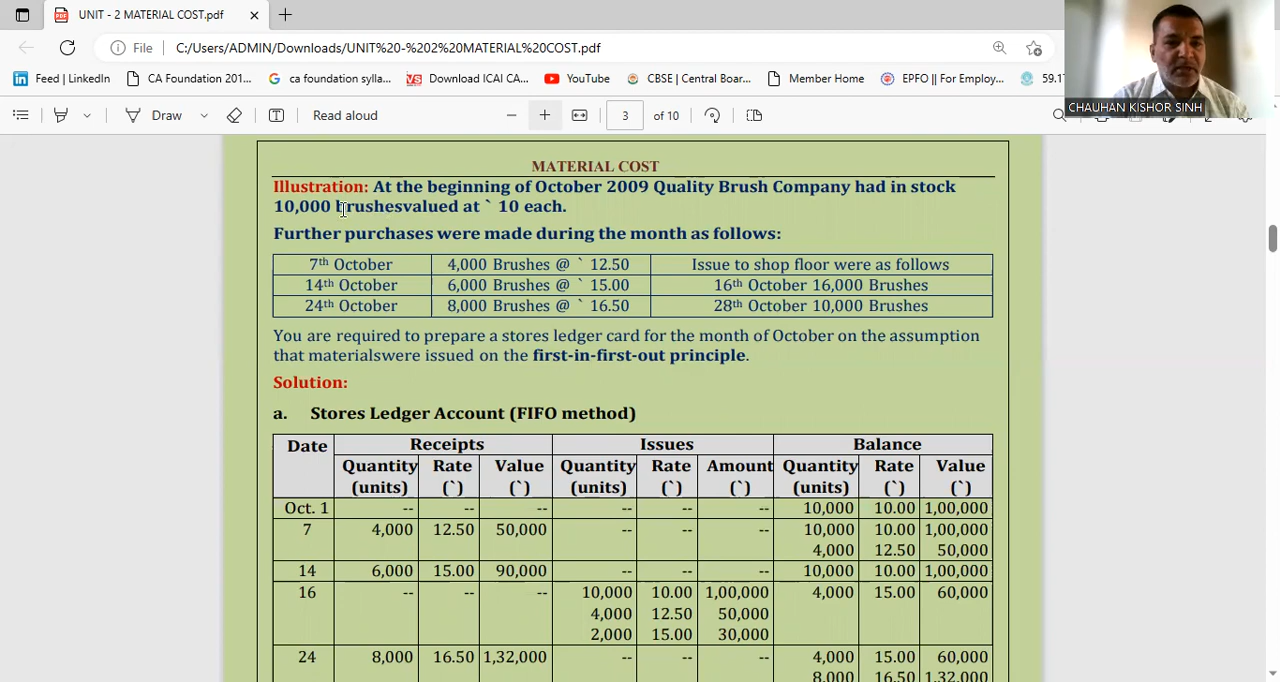 UNIT - 2 MATERIAL COST.pdf
File C:/Users/ADMIN/Downloads/UNIT%20-%202%20MATERIAL%20COST.pdf
Feed | LinkedIn CA Foundation 201... ca foundation sylla... Download ICAI CA... YouTube CBSE | Central Boar... Member Home EPFO || For Employ... 59.1
CHAUHAN KISHOR SINH
Draw Read aloud 3 of 10
MATERIAL COST
Illustration: At the beginning of October 2009 Quality Brush Company had in stock
10,000 brushesvalued at ` 10 each.
Further purchases were made during the month as follows:
7th October 4,000 Brushes @ ` 12.50 Issue to shop floor were as follows
14th October 6,000 Brushes @ ` 15.00 16th October 16,000 Brushes
24th October 8,000 Brushes @ ` 16.50 28th October 10,000 Brushes
You are required to prepare a stores ledger card for the month of October on the assumption
that materialswere issued on the first-in-first-out principle.
Solution:
a. Stores Ledger Account (FIFO method)
Date Receipts Issues Balance
Quantity Rate Value Quantity Rate Amount Quantity Rate Value
(units) (`) (`) (units) (`) (`) (units) (`) (`)
Oct. 1 -- -- -- -- -- -- 10,000 10.00 1,00,000
7 4,000 12.50 50,000 -- -- -- 10,000 10.00 1,00,000
4,000 12.50 50,000
14 6,000 15.00 90,000 -- -- -- 10,000 10.00 1,00,000
16 -- -- -- 10,000 10.00 1,00,000 4,000 15.00 60,000
4,000 12.50 50,000
2,000 15.00 30,000
24 8,000 16.50 1,32,000 -- -- -- 4,000 15.00 60,000
8,000 16.50 1,32,000